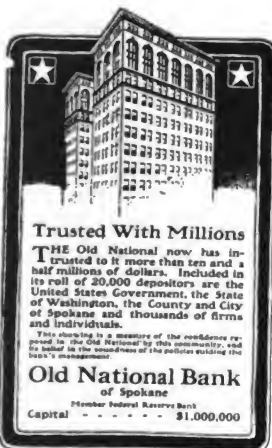 Trusted With Millions
THE Old National now has in-
trusted to it more than ten and a
half millions of dollars. Included in
its roll of 20,000 depositors are the
United States Government, the State
of Washington, the County and City
of Spokane and thousands of firms
and individuals.
This showing is a measure of the confidence re-
posed in the Old National by this community, and
its belief in the soundness of the policies guiding the
bank's management.
Old National Bank
of Spokane
Member Federal Reserve Bank
Capital - - - - - - $1,000,000